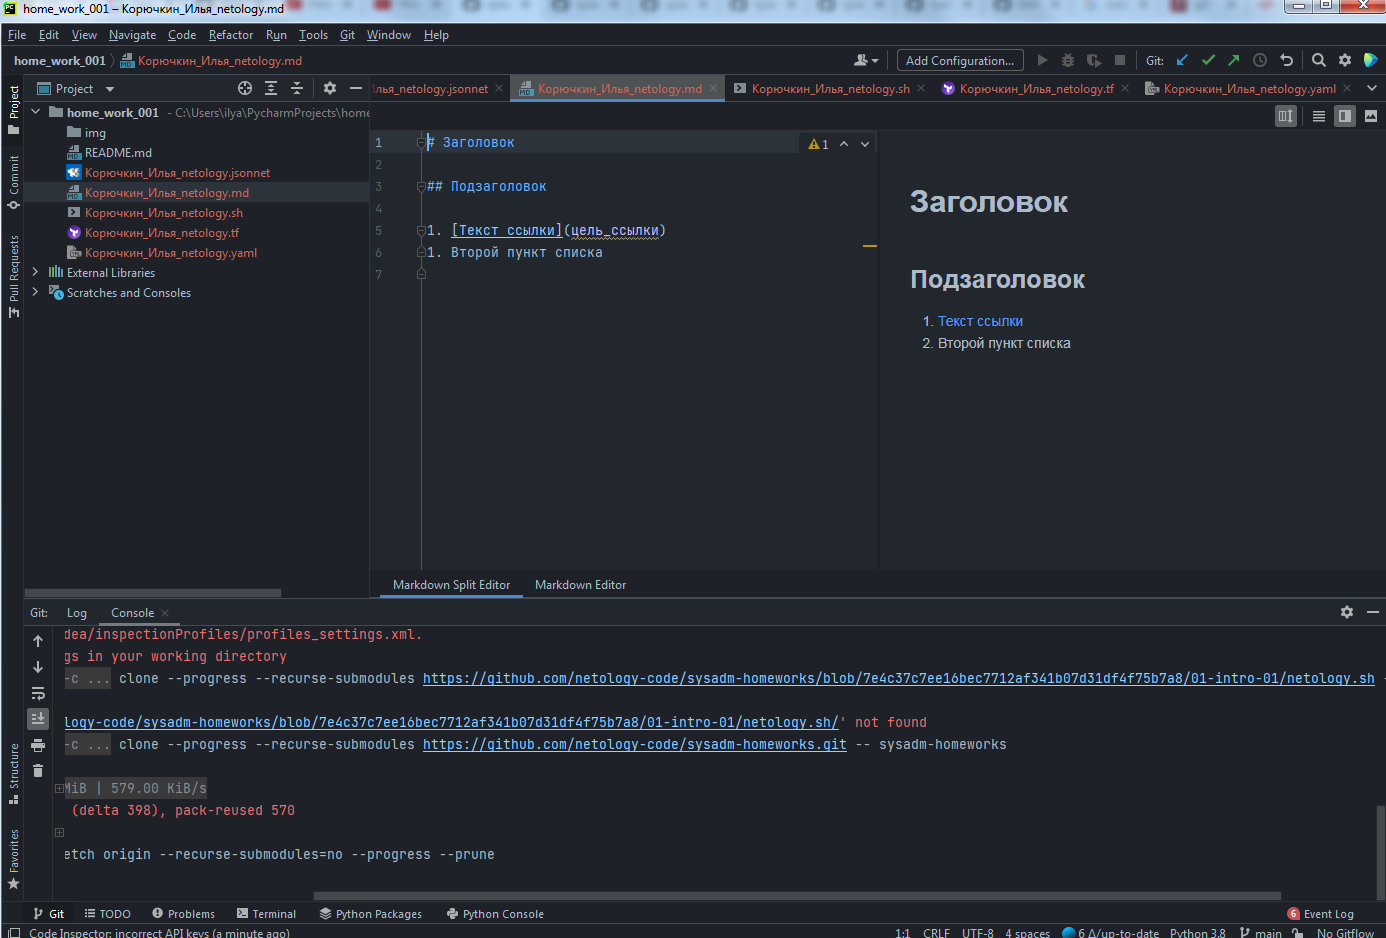 home_work_001 – Корючкин_Илья_netology.md
File Edit View Navigate Code Refactor Run Tools Git Window Help
home_work_001 Корючкин_Илья_netology.md
Add Configuration...
Git:
Project
Илья_netology.jsonnet
Корючкин_Илья_netology.md
Корючкин_Илья_netology.sh
Корючкин_Илья_netology.tf
Корючкин_Илья_netology.yaml
home_work_001 - C:\Users\ilya\PycharmProjects\home
img
README.md
Корючкин_Илья_netology.jsonnet
Корючкин_Илья_netology.md
Корючкин_Илья_netology.sh
Корючкин_Илья_netology.tf
Корючкин_Илья_netology.yaml
External Libraries
Scratches and Consoles
Project
Commit
Pull Requests
Structure
Favorites
1 # Заголовок
2
3 ## Подзаголовок
4
5 1. [Текст ссылки](цель_ссылки)
6 1. Второй пункт списка
7
1
Заголовок
Подзаголовок
1. Текст ссылки
2. Второй пункт списка
Markdown Split Editor Markdown Editor
Git: Log Console
dea/inspectionProfiles/profiles_settings.xml.
gs in your working directory
-c ... clone --progress --recurse-submodules https://github.com/netology-code/sysadm-homeworks/blob/7e4c37c7ee16bec7712af341b07d31df4f75b7a8/01-intro-01/netology.sh
logy-code/sysadm-homeworks/blob/7e4c37c7ee16bec7712af341b07d31df4f75b7a8/01-intro-01/netology.sh/' not found
-c ... clone --progress --recurse-submodules https://github.com/netology-code/sysadm-homeworks.git -- sysadm-homeworks
MiB | 579.00 KiB/s
(delta 398), pack-reused 570
etch origin --recurse-submodules=no --progress --prune
Git TODO Problems Terminal Python Packages Python Console
6 Event Log
Code Inspector: incorrect API keys (a minute ago)
1:1 CRLF UTF-8 4 spaces 6 Δ/up-to-date Python 3.8 main No Gitflow